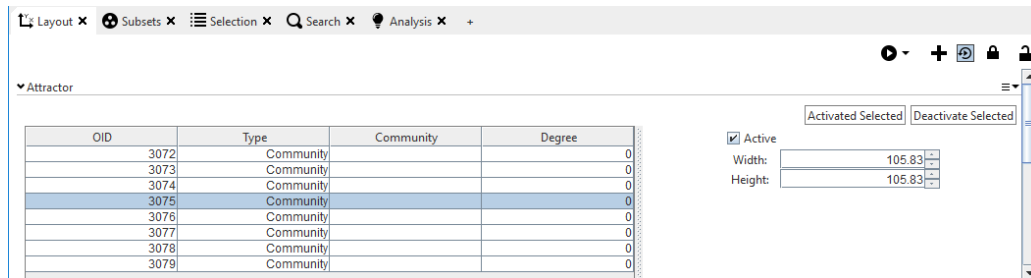 Layout Subsets Selection Search Analysis +
Attractor
Activated Selected Deactivate Selected
OID Type Community Degree
3072 Community 0
3073 Community 0
3074 Community 0
3075 Community 0
3076 Community 0
3077 Community 0
3078 Community 0
3079 Community 0
Active
Width: 105.83
Height: 105.83